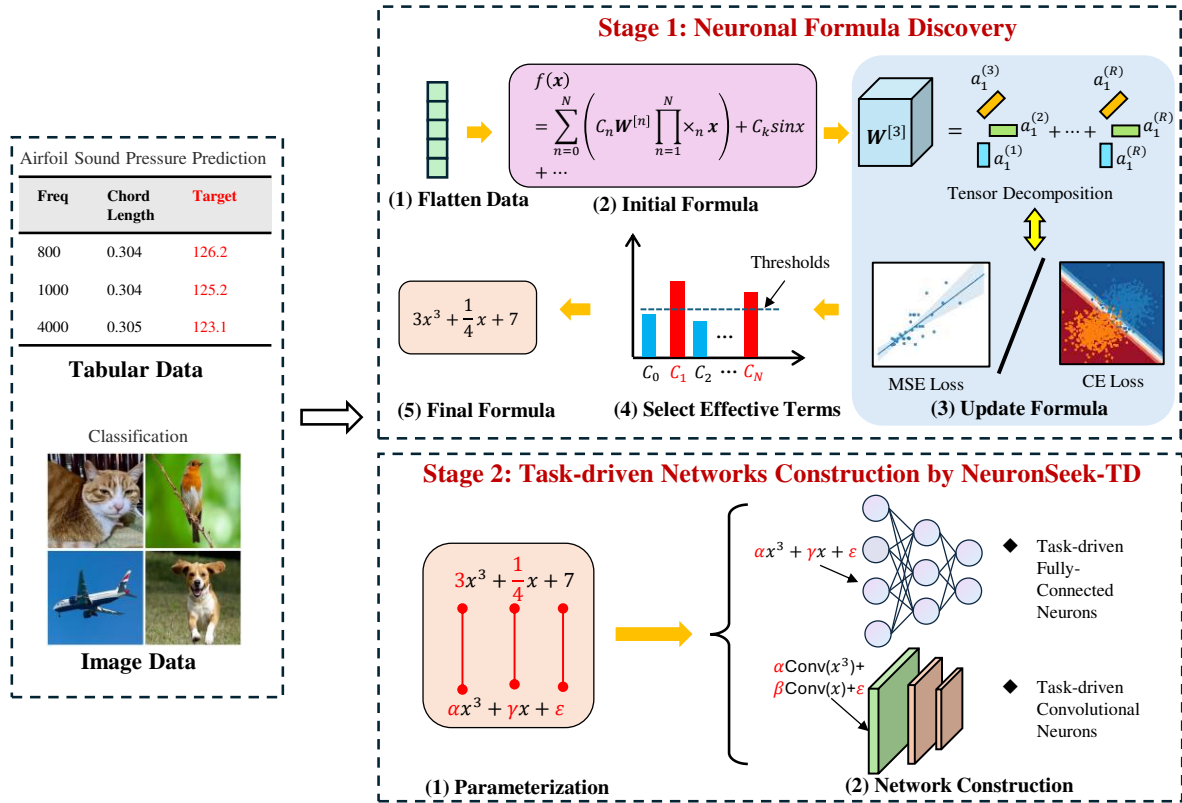 Airfoil Sound Pressure Prediction
Freq Chord Length Target
800 0.304 126.2
1000 0.304 125.2
4000 0.305 123.1
Tabular Data
Classification
Image Data
Stage 1: Neuronal Formula Discovery
(1) Flatten Data
f(𝒙)
= ∑_{n=0}^{N} (C_n 𝑾^{[n]} ∏_{n=1}^{N} ×_n 𝒙) + C_k sinx
+ ⋯
(2) Initial Formula
𝑾^{[3]} = a_1^{(3)} a_1^{(2)} a_1^{(1)} + ⋯ + a_1^{(R)} a_1^{(R)} a_1^{(R)}
Tensor Decomposition
MSE Loss
CE Loss
(3) Update Formula
Thresholds
...
C_0 C_1 C_2 ⋯ C_N
(4) Select Effective Terms
3x^3 + \frac{1}{4}x + 7
(5) Final Formula
Stage 2: Task-driven Networks Construction by NeuronSeek-TD
3x^3 + \frac{1}{4}x + 7
αx^3 + γx + ε
(1) Parameterization
αx^3 + γx + ε
◆ Task-driven
Fully-
Connected
Neurons
αConv(x^3)+
βConv(x)+ε
◆ Task-driven
Convolutional
Neurons
(2) Network Construction